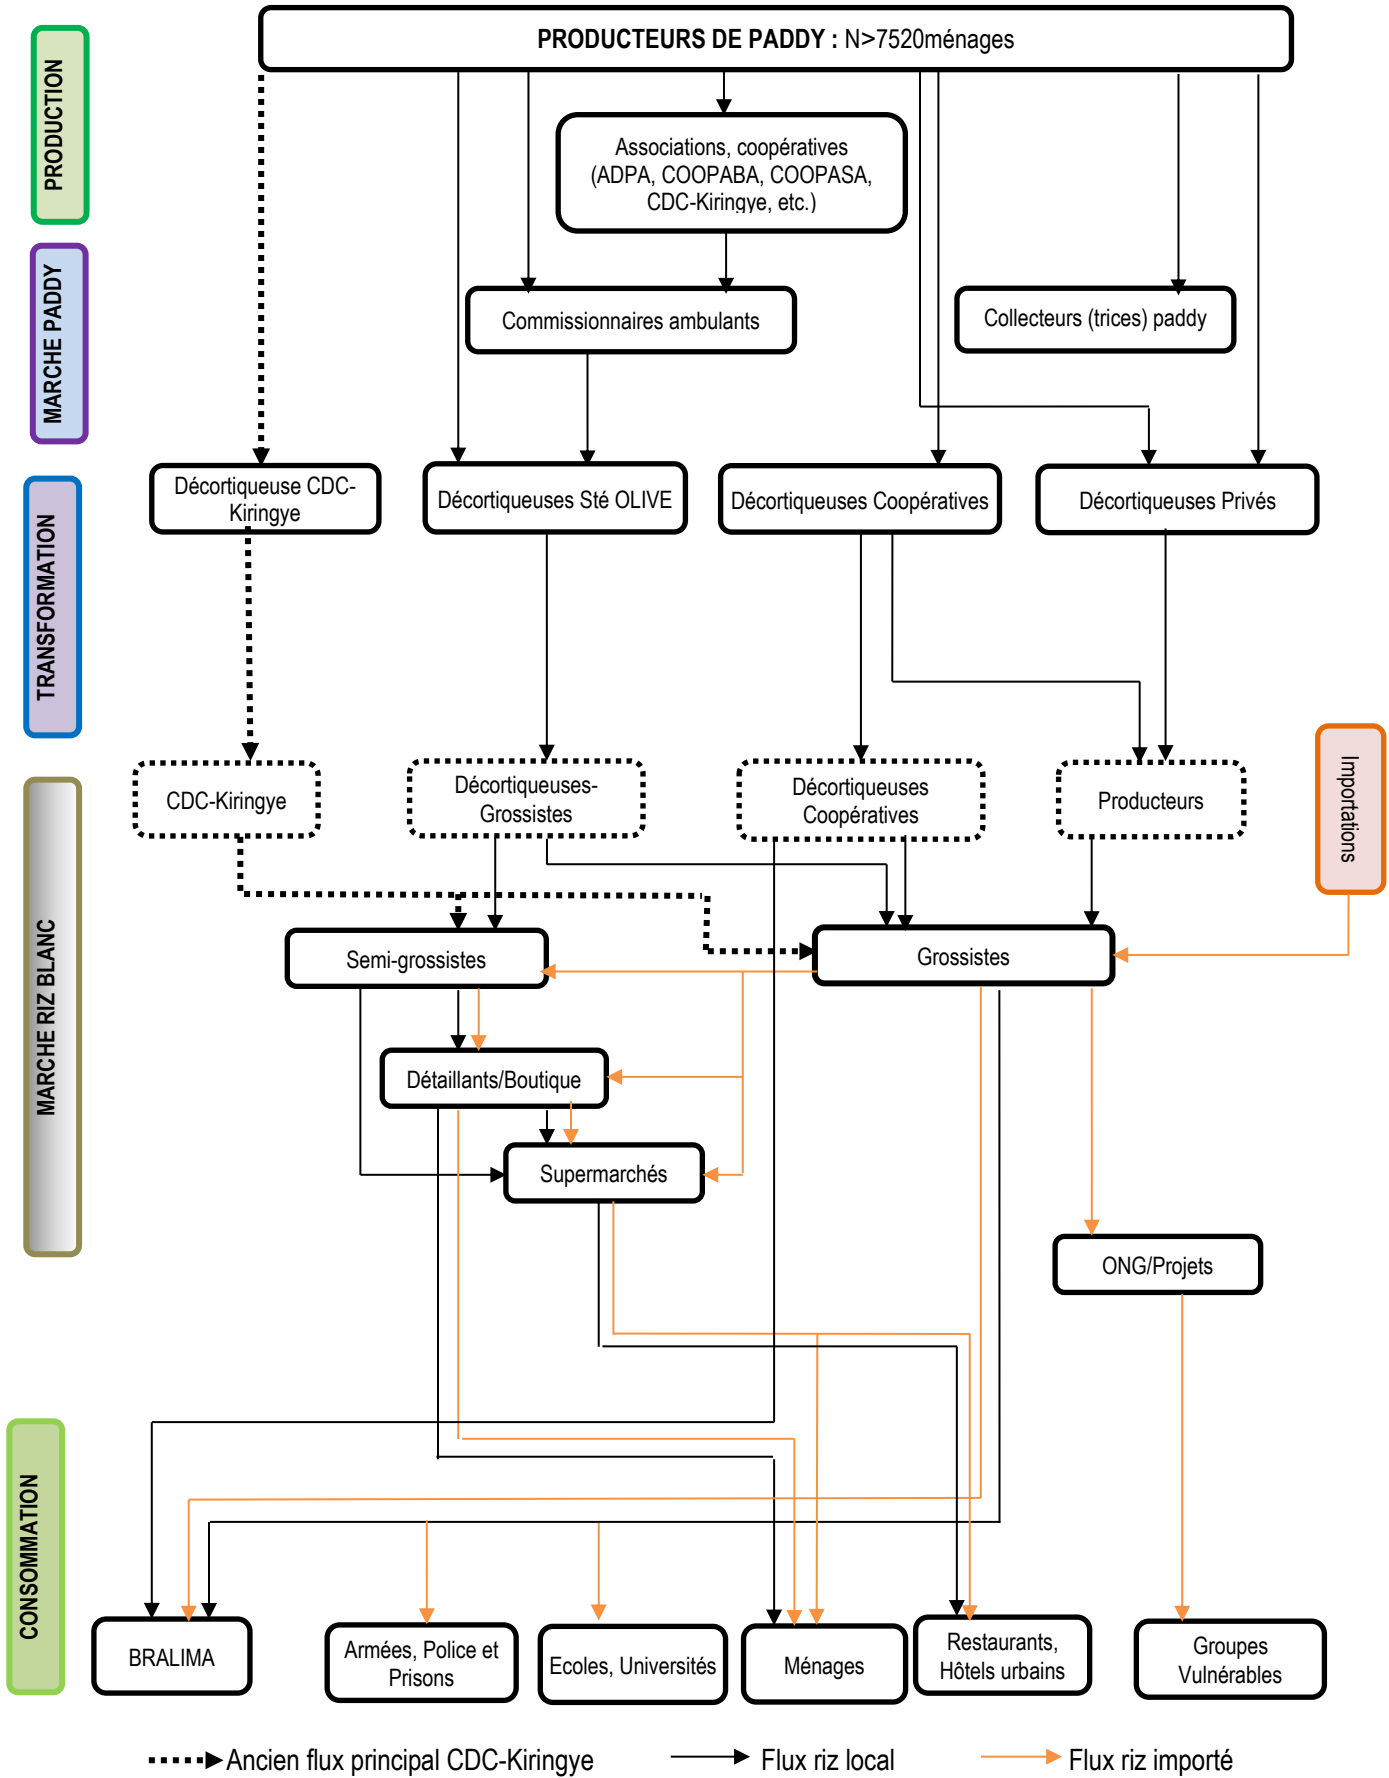 PRODUCTEURS DE PADDY : N>7520ménages
PRODUCTION
Associations, coopératives
(ADPA, COOPABA, COOPASA,
CDC-Kiringye, etc.)
MARCHE PADDY
Commissionnaires ambulants
Collecteurs (trices) paddy
TRANSFORMATION
Décortiqueuse CDC-
Kiringye
Décortiqueuses Sté OLIVE
Décortiqueuses Coopératives
Décortiqueuses Privés
Importations
MARCHE RIZ BLANC
CDC-Kiringye
Décortiqueuses-
Grossistes
Décortiqueuses
Coopératives
Producteurs
Semi-grossistes
Grossistes
Détaillants/Boutique
Supermarchés
ONG/Projets
CONSOMMATION
BRALIMA
Armées, Police et
Prisons
Ecoles, Universités
Ménages
Restaurants,
Hôtels urbains
Groupes
Vulnérables
Ancien flux principal CDC-Kiringye
Flux riz local
Flux riz importé